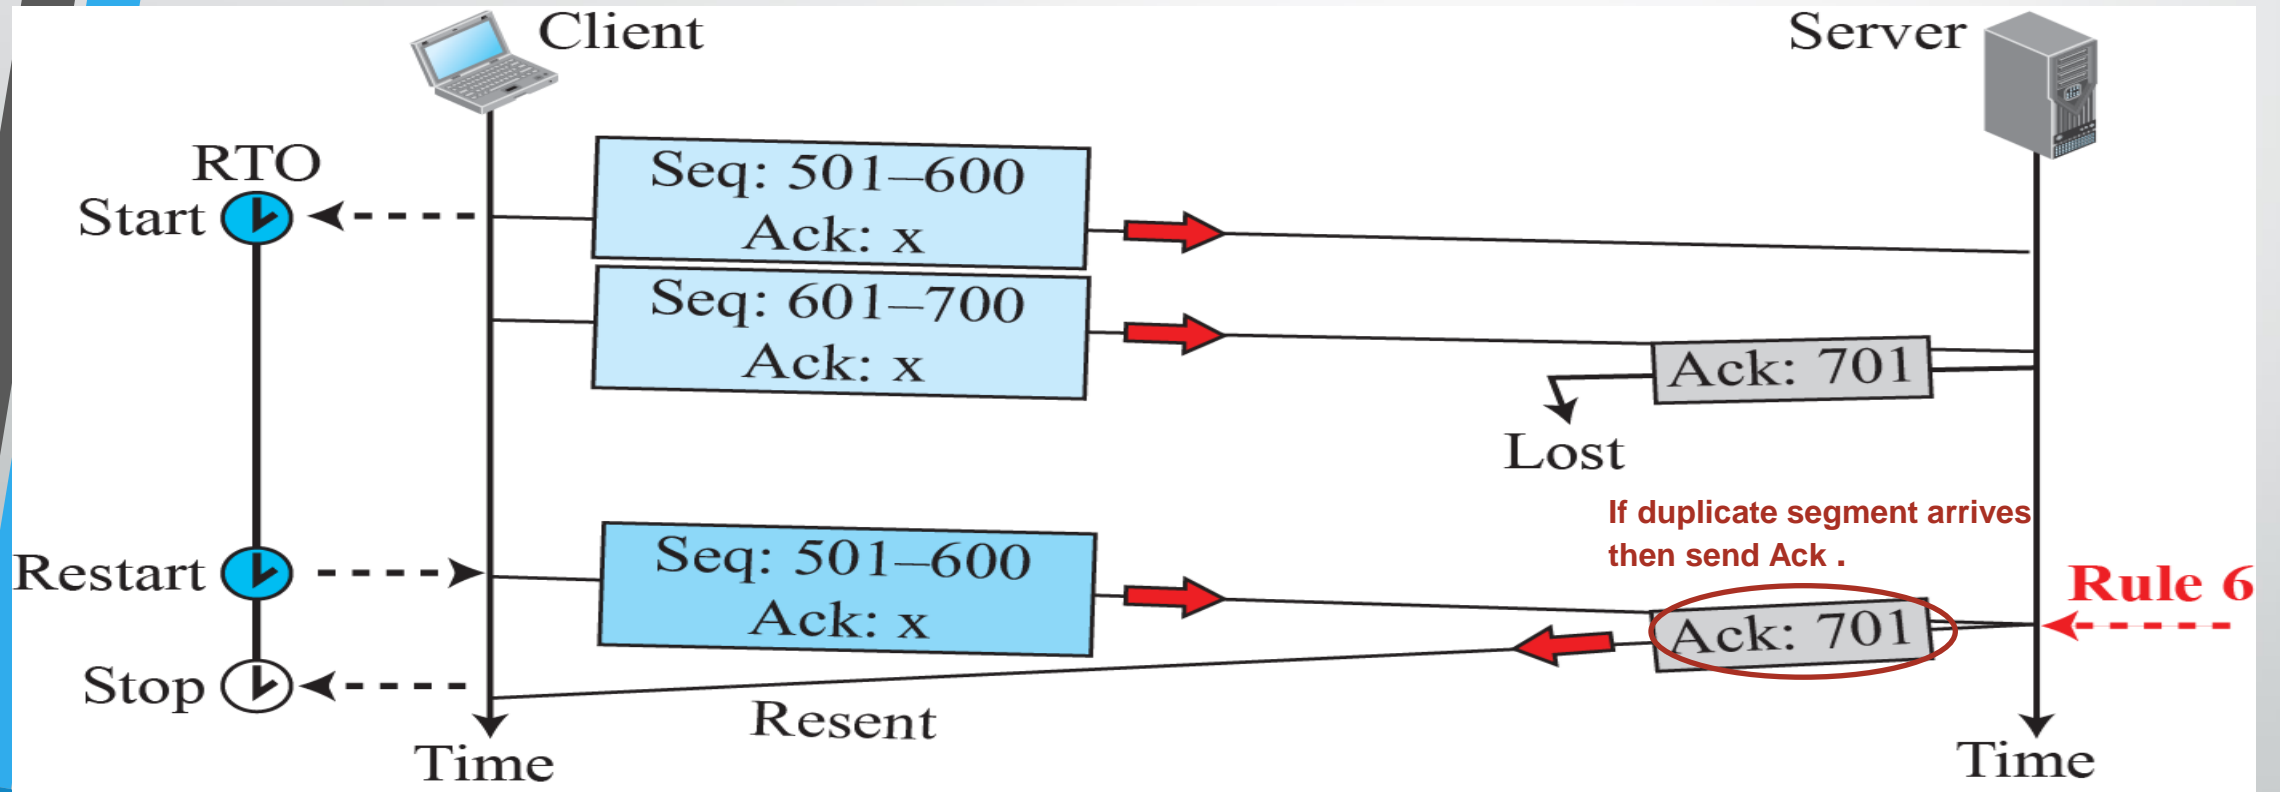 Client
Server
RTO
Start
Seq: 501–600
Ack: x
Seq: 601–700
Ack: x
Ack: 701
Lost
If duplicate segment arrives
then send Ack .
Restart
Seq: 501–600
Ack: x
Rule 6
Ack: 701
Stop
Resent
Time
Time